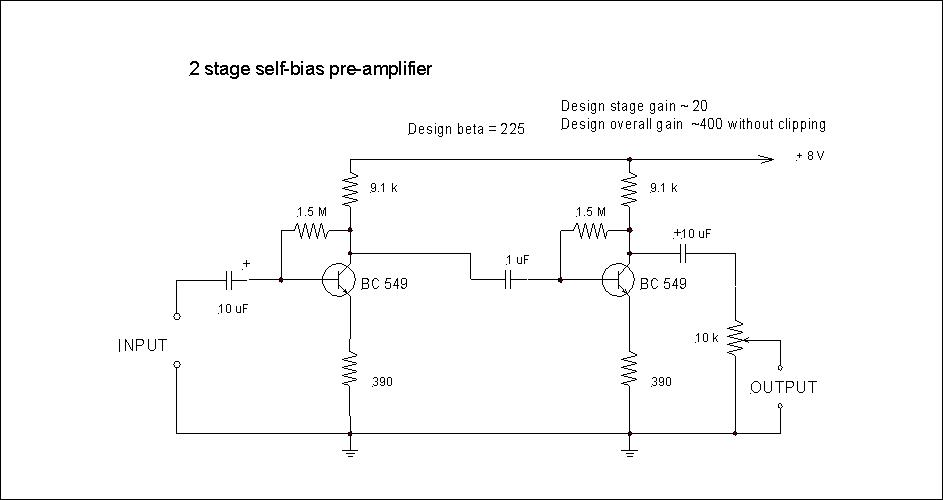 2 stage self-bias pre-amplifier
Design stage gain ~ 20
Design beta = 225
Design overall gain ~400 without clipping
+ 8 V
9.1 k
9.1 k
1.5 M
1.5 M
+
+10 uF
.1 uF
BC 549
BC 549
10 uF
INPUT
10 k
390
390
OUTPUT